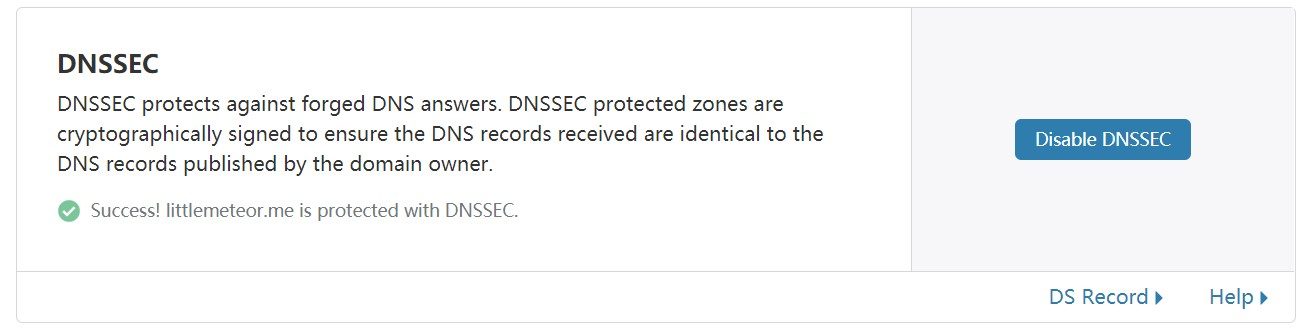 DNSSEC
DNSSEC protects against forged DNS answers. DNSSEC protected zones are
cryptographically signed to ensure the DNS records received are identical to the
DNS records published by the domain owner.
Success! littlemeteor.me is protected with DNSSEC.
Disable DNSSEC
DS Record
Help